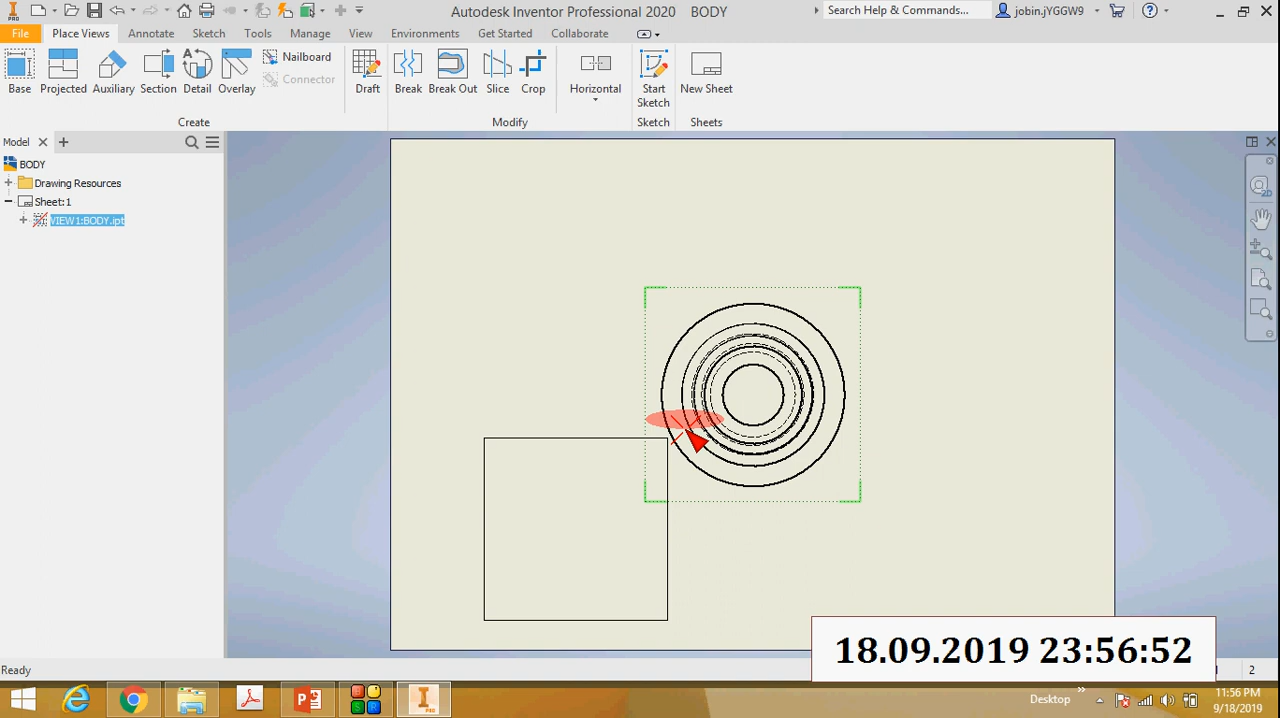 PRO
Autodesk Inventor Professional 2020 BODY
Search Help & Commands...
jobin.jYGGW9
File Place Views Annotate Sketch Tools Manage View Environments Get Started Collaborate
Base Projected Auxiliary Section Detail Overlay
Nailboard
Connector
Draft Break Break Out Slice Crop Horizontal Start Sketch New Sheet
Create Modify Sketch Sheets
Model
BODY
Drawing Resources
Sheet:1
VIEW1:BODY.ipt
2D
18.09.2019 23:56:52
Ready
2
Desktop
11:56 PM
9/18/2019